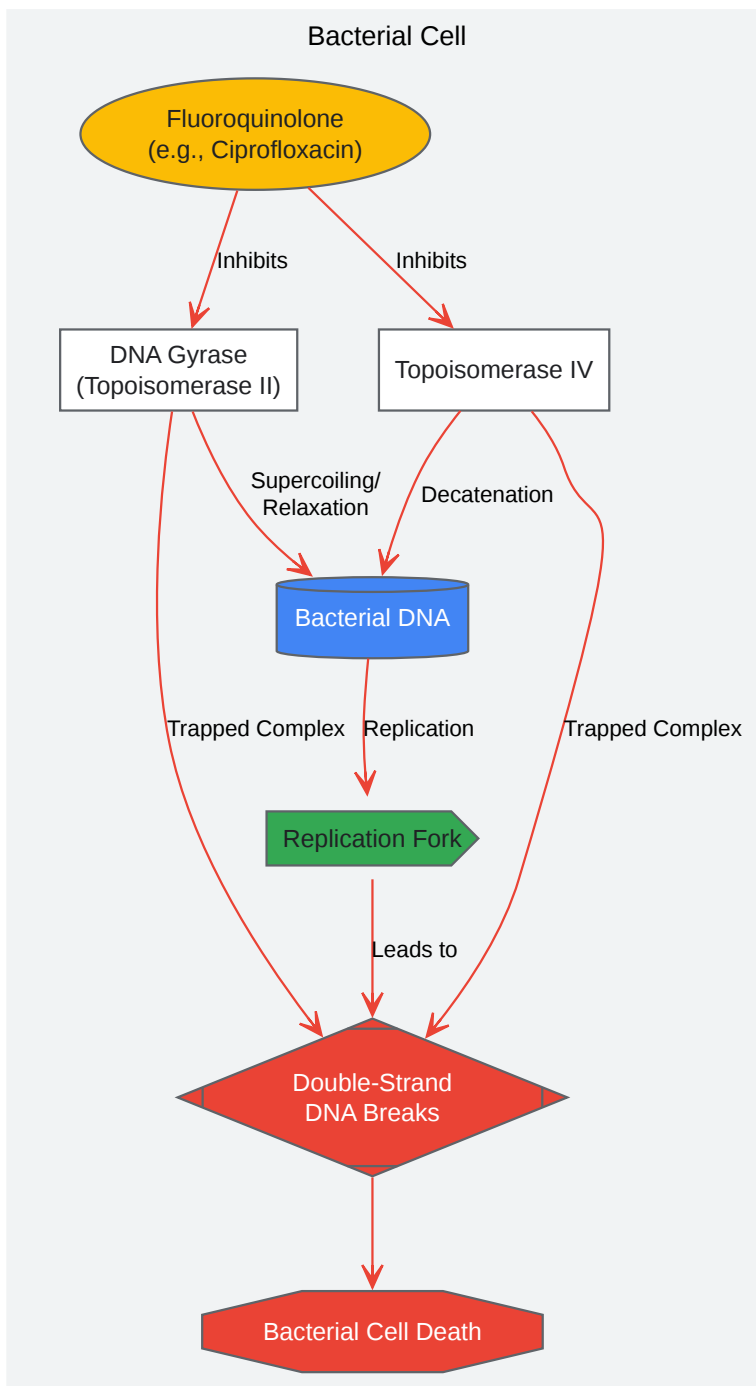 Bacterial Cell
Fluoroquinolone
(e.g., Ciprofloxacin)
Inhibits
Inhibits
DNA Gyrase
(Topoisomerase II)
Topoisomerase IV
Supercoiling/
Relaxation
Decatenation
Bacterial DNA
Trapped Complex
Replication
Trapped Complex
Replication Fork
Leads to
Double-Strand
DNA Breaks
Bacterial Cell Death